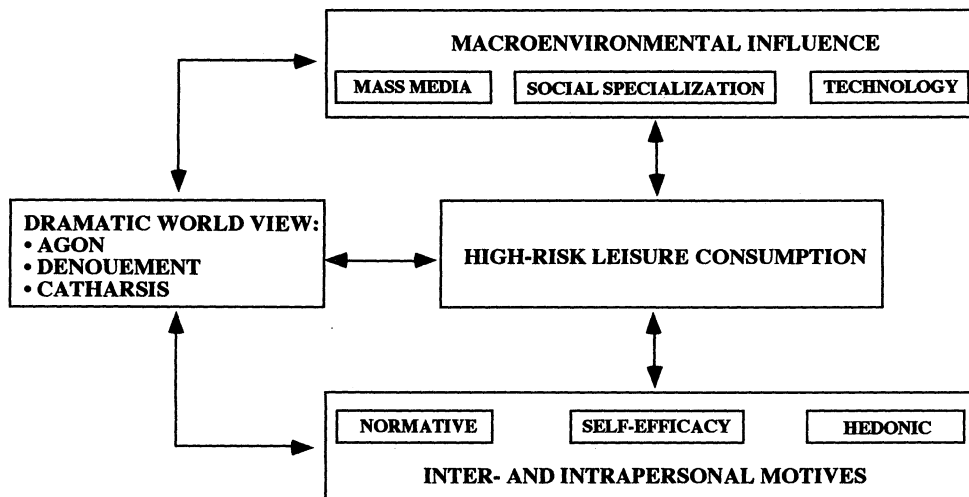 MACROENVIRONMENTAL INFLUENCE
MASS MEDIA
SOCIAL SPECIALIZATION
TECHNOLOGY
DRAMATIC WORLD VIEW:
• AGON
• DENOUEMENT
• CATHARSIS
HIGH-RISK LEISURE CONSUMPTION
NORMATIVE
SELF-EFFICACY
HEDONIC
INTER- AND INTRAPERSONAL MOTIVES